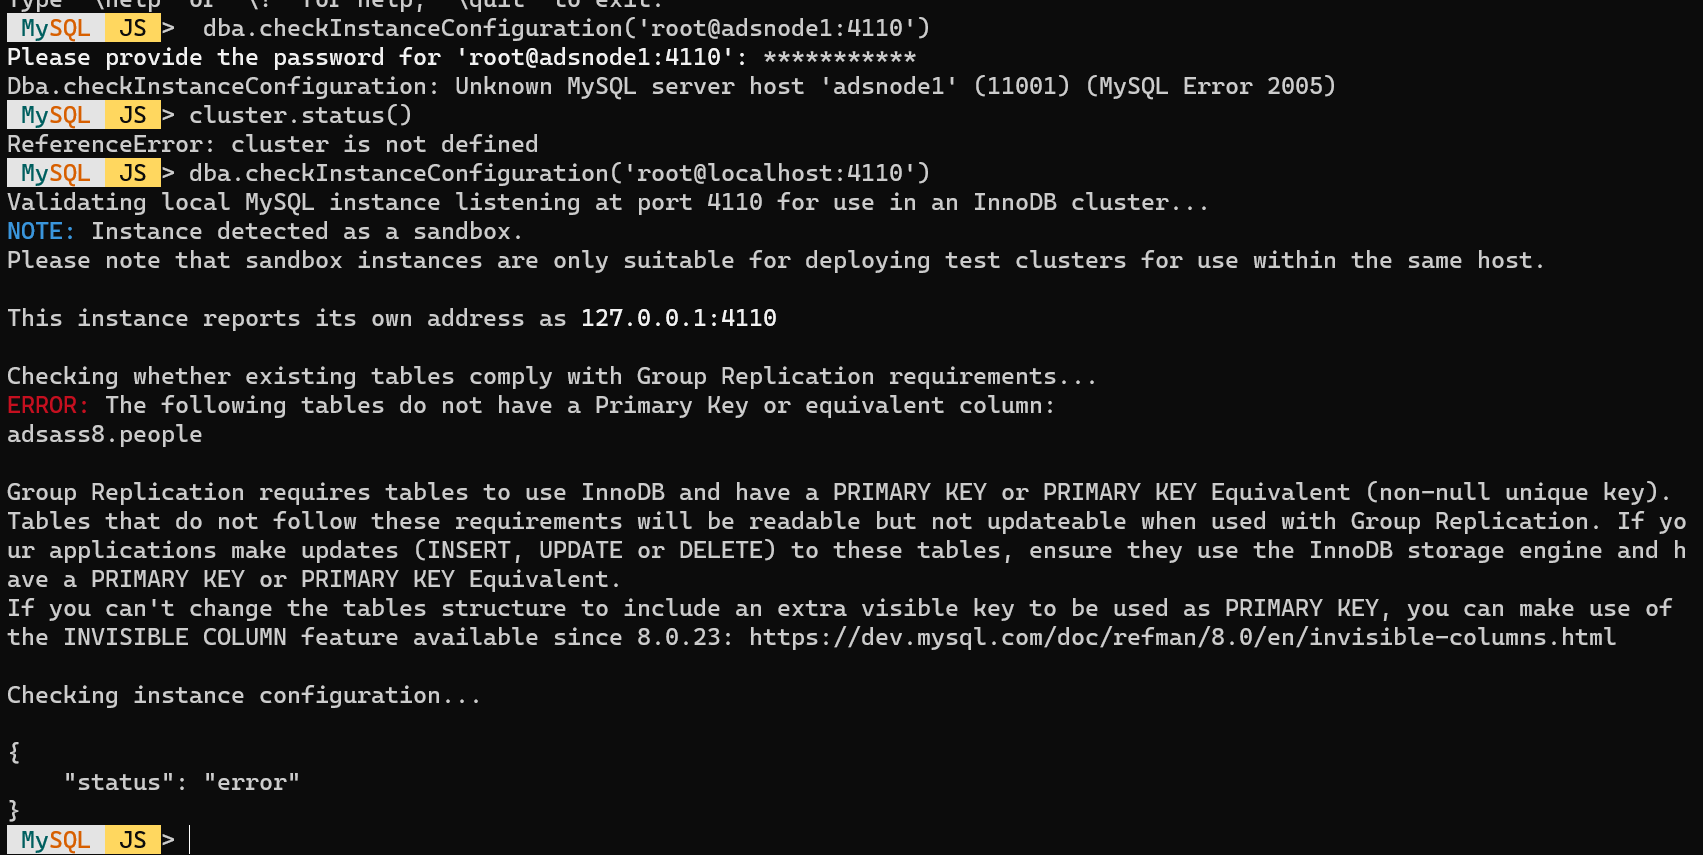 Type '\help' or '\?' for help; '\quit' to exit.
MySQL JS > dba.checkInstanceConfiguration('root@adsnode1:4110')
Please provide the password for 'root@adsnode1:4110': ***********
Dba.checkInstanceConfiguration: Unknown MySQL server host 'adsnode1' (11001) (MySQL Error 2005)
MySQL JS > cluster.status()
ReferenceError: cluster is not defined
MySQL JS > dba.checkInstanceConfiguration('root@localhost:4110')
Validating local MySQL instance listening at port 4110 for use in an InnoDB cluster...
NOTE: Instance detected as a sandbox.
Please note that sandbox instances are only suitable for deploying test clusters for use within the same host.
This instance reports its own address as 127.0.0.1:4110
Checking whether existing tables comply with Group Replication requirements...
ERROR: The following tables do not have a Primary Key or equivalent column:
adsass8.people
Group Replication requires tables to use InnoDB and have a PRIMARY KEY or PRIMARY KEY Equivalent (non-null unique key).
Tables that do not follow these requirements will be readable but not updateable when used with Group Replication. If yo
ur applications make updates (INSERT, UPDATE or DELETE) to these tables, ensure they use the InnoDB storage engine and h
ave a PRIMARY KEY or PRIMARY KEY Equivalent.
If you can't change the tables structure to include an extra visible key to be used as PRIMARY KEY, you can make use of
the INVISIBLE COLUMN feature available since 8.0.23: https://dev.mysql.com/doc/refman/8.0/en/invisible-columns.html
Checking instance configuration...
{
    "status": "error"
}
MySQL JS >